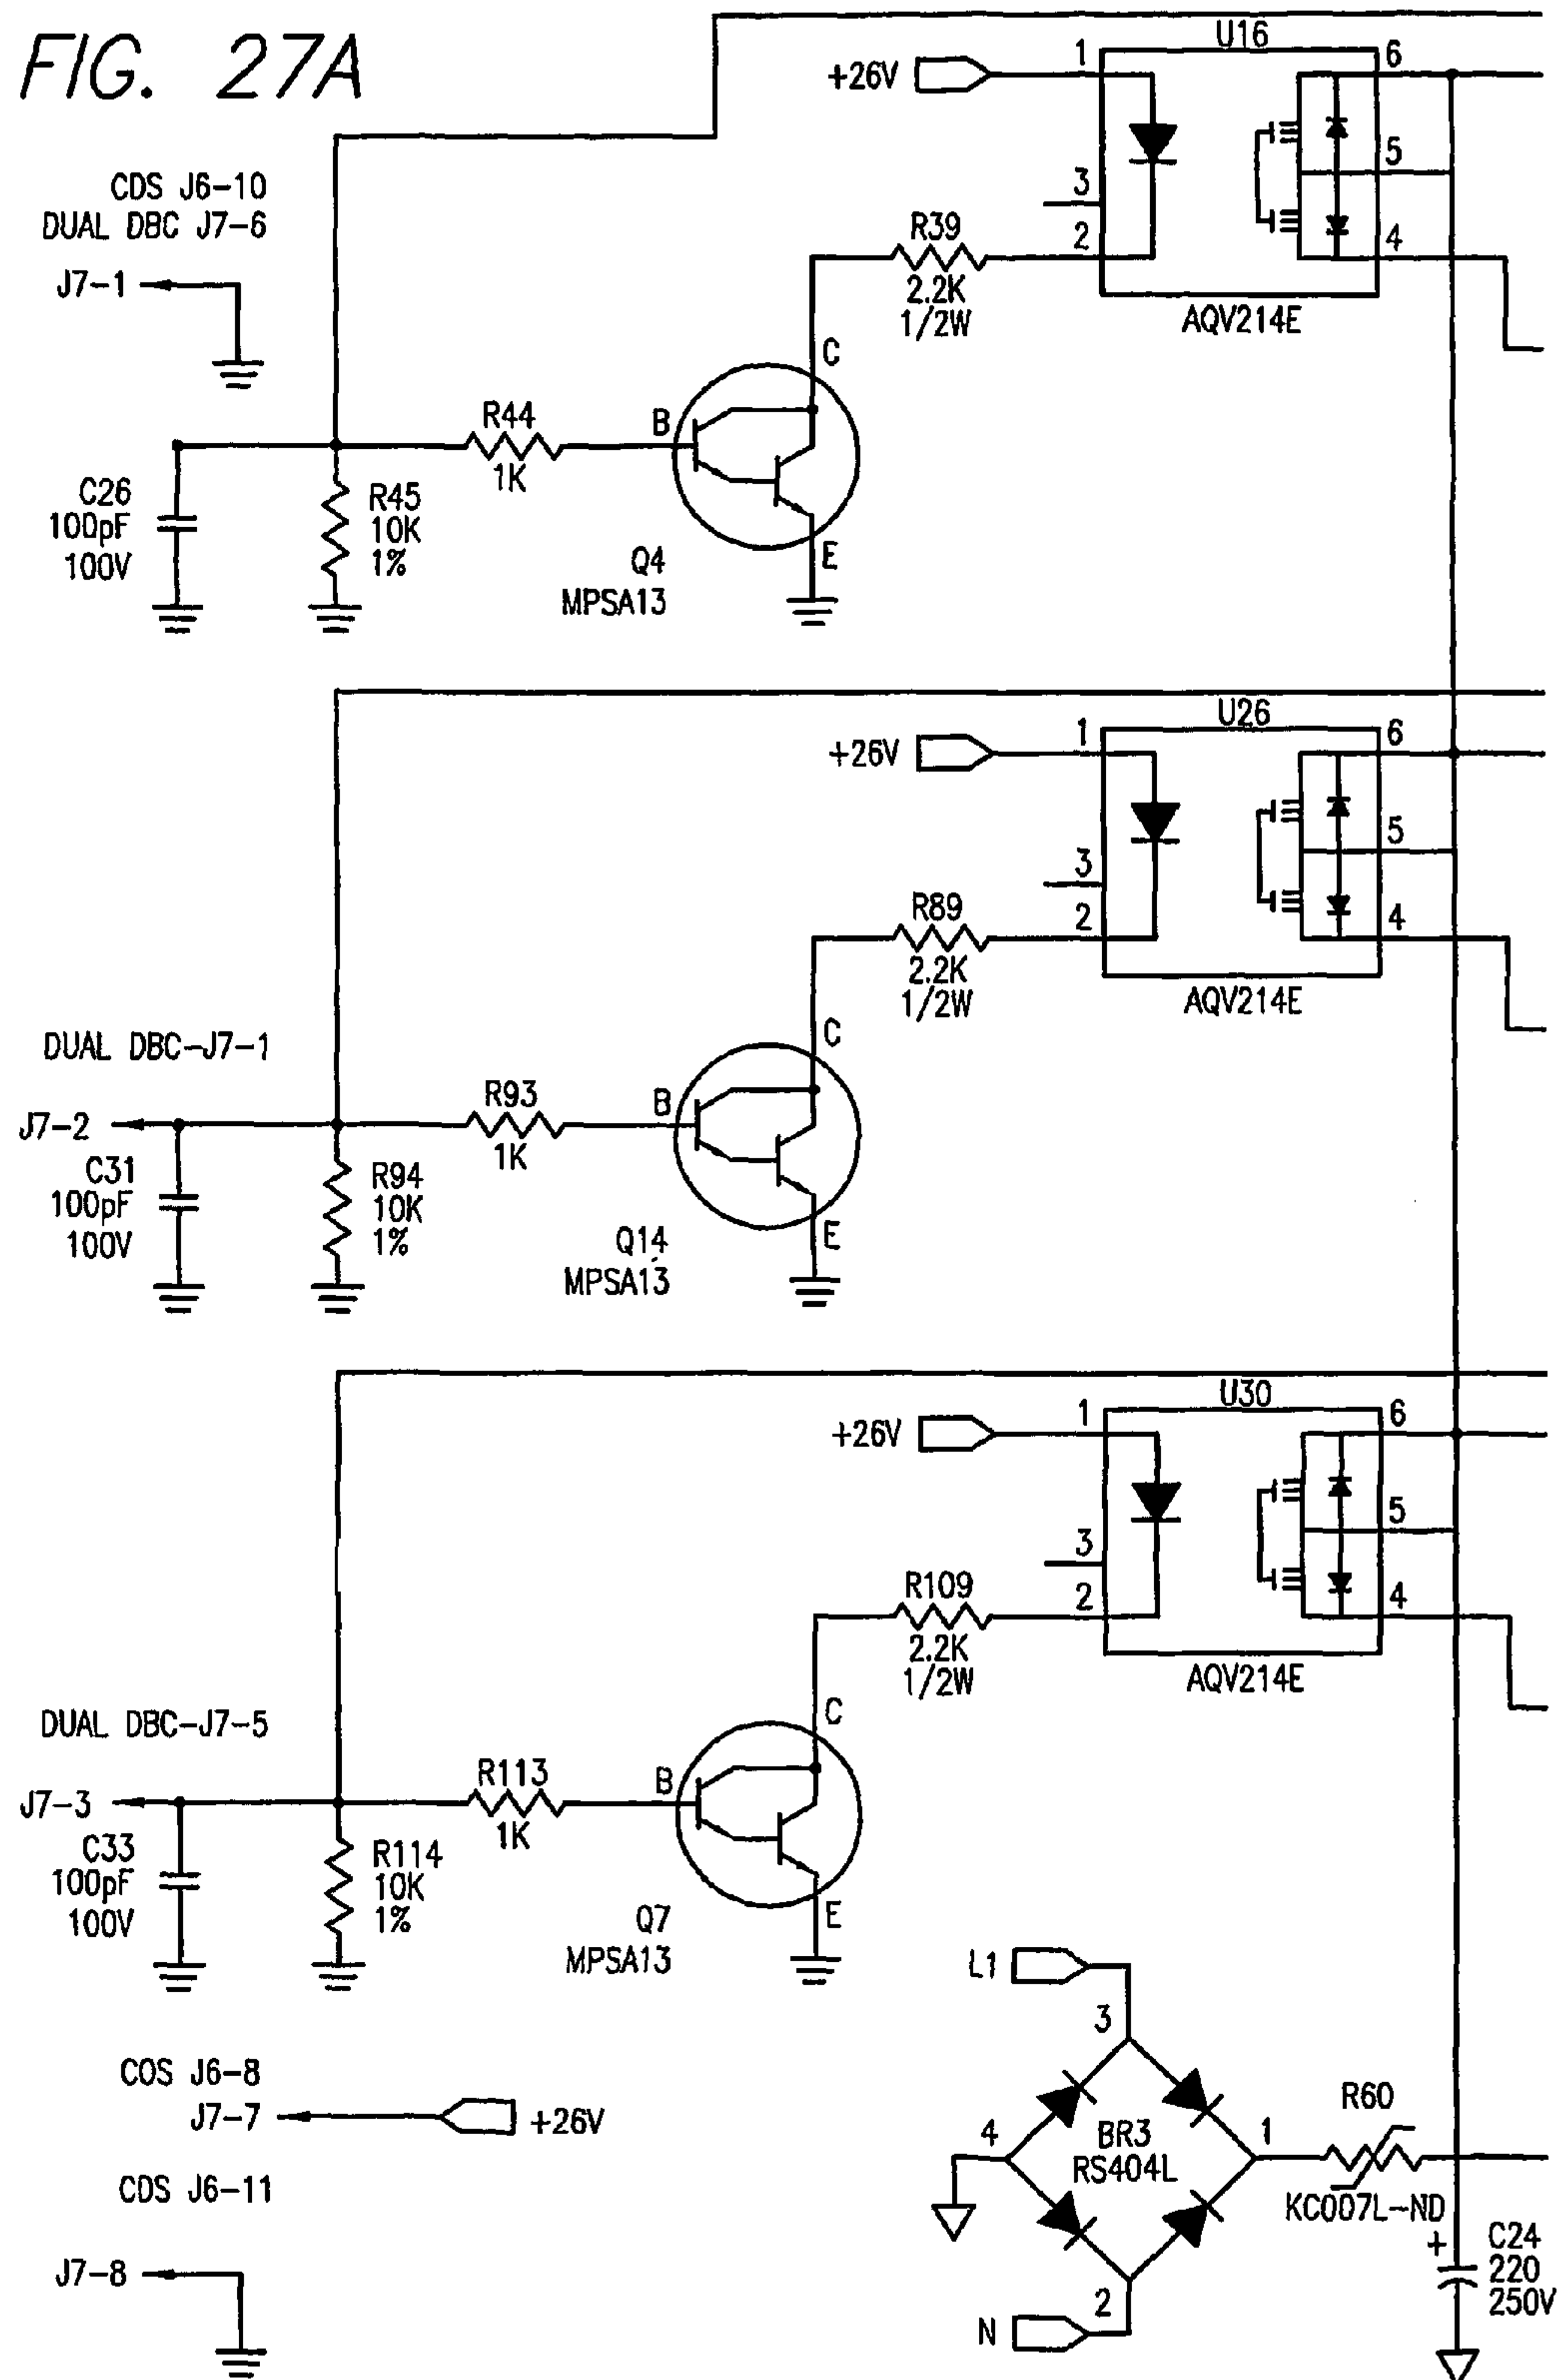 FIG. 27A
U16
+26V
1
6
5
3
2
4
AQV214E
CDS J6-10
DUAL DBC J7-6
J7-1
R39
2.2K
1/2W
C
R44
1K
B
C26
100pF
100V
R45
10K
1%
Q4
MPSA13
E
U26
+26V
1
6
5
3
2
4
AQV214E
R89
2.2K
1/2W
DUAL DBC-J7-1
C
R93
1K
B
J7-2
C31
100pF
100V
R94
10K
1%
Q14
MPSA13
E
U30
+26V
1
6
5
3
2
4
AQV214E
R109
2.2K
1/2W
DUAL DBC-J7-5
C
R113
1K
B
J7-3
C33
100pF
100V
R114
10K
1%
Q7
MPSA13
E
L1
3
COS J6-8
J7-7
+26V
4
BR3
RS404L
1
R60
KC007L-ND
CDS J6-11
J7-8
2
N
+
C24
220
250V